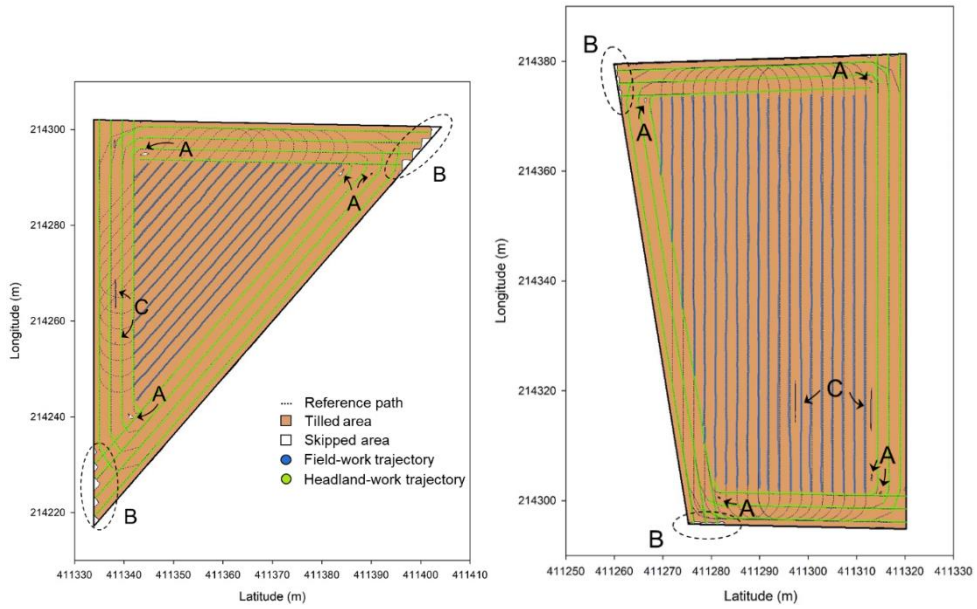 214300
214280
214260
214240
214220
Longitude (m)
A
B
A
C
A
B
Reference path
Tilled area
Skipped area
Field-work trajectory
Headland-work trajectory
411330 411340 411350 411360 411370 411380 411390 411400 411410
Latitude (m)
214380
214360
214340
214320
214300
Longitude (m)
B
A
A
C
A
A
B
411250 411260 411270 411280 411290 411300 411310 411320 411330
Latitude (m)